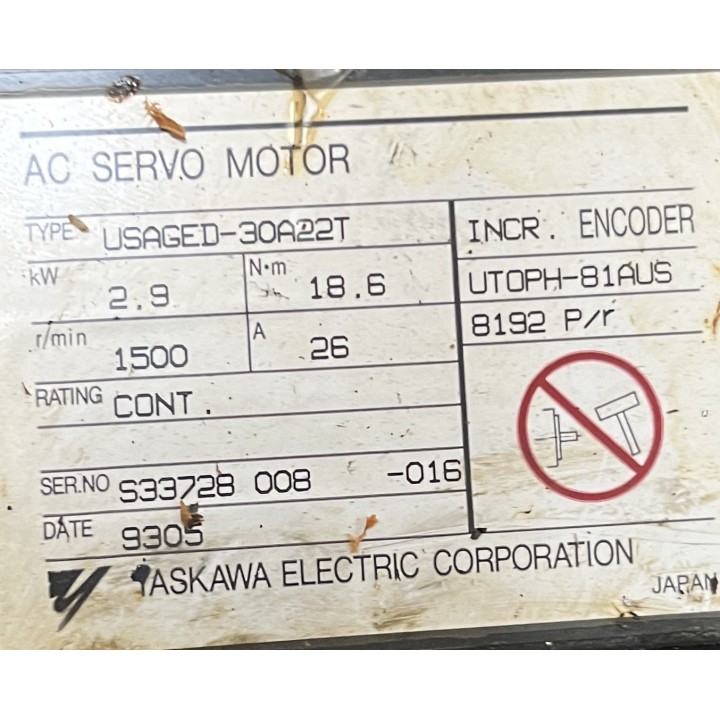 AC SERVO MOTOR
TYPE USAGED-30A22T
INCR. ENCODER
kW 2.9 N·m 18.6
UTOPH-81AUS
r/min 1500 A 26
8192 P/r
RATING CONT.
SER.NO S33728 008 -016
DATE 9305
YASKAWA ELECTRIC CORPORATION
JAPAN